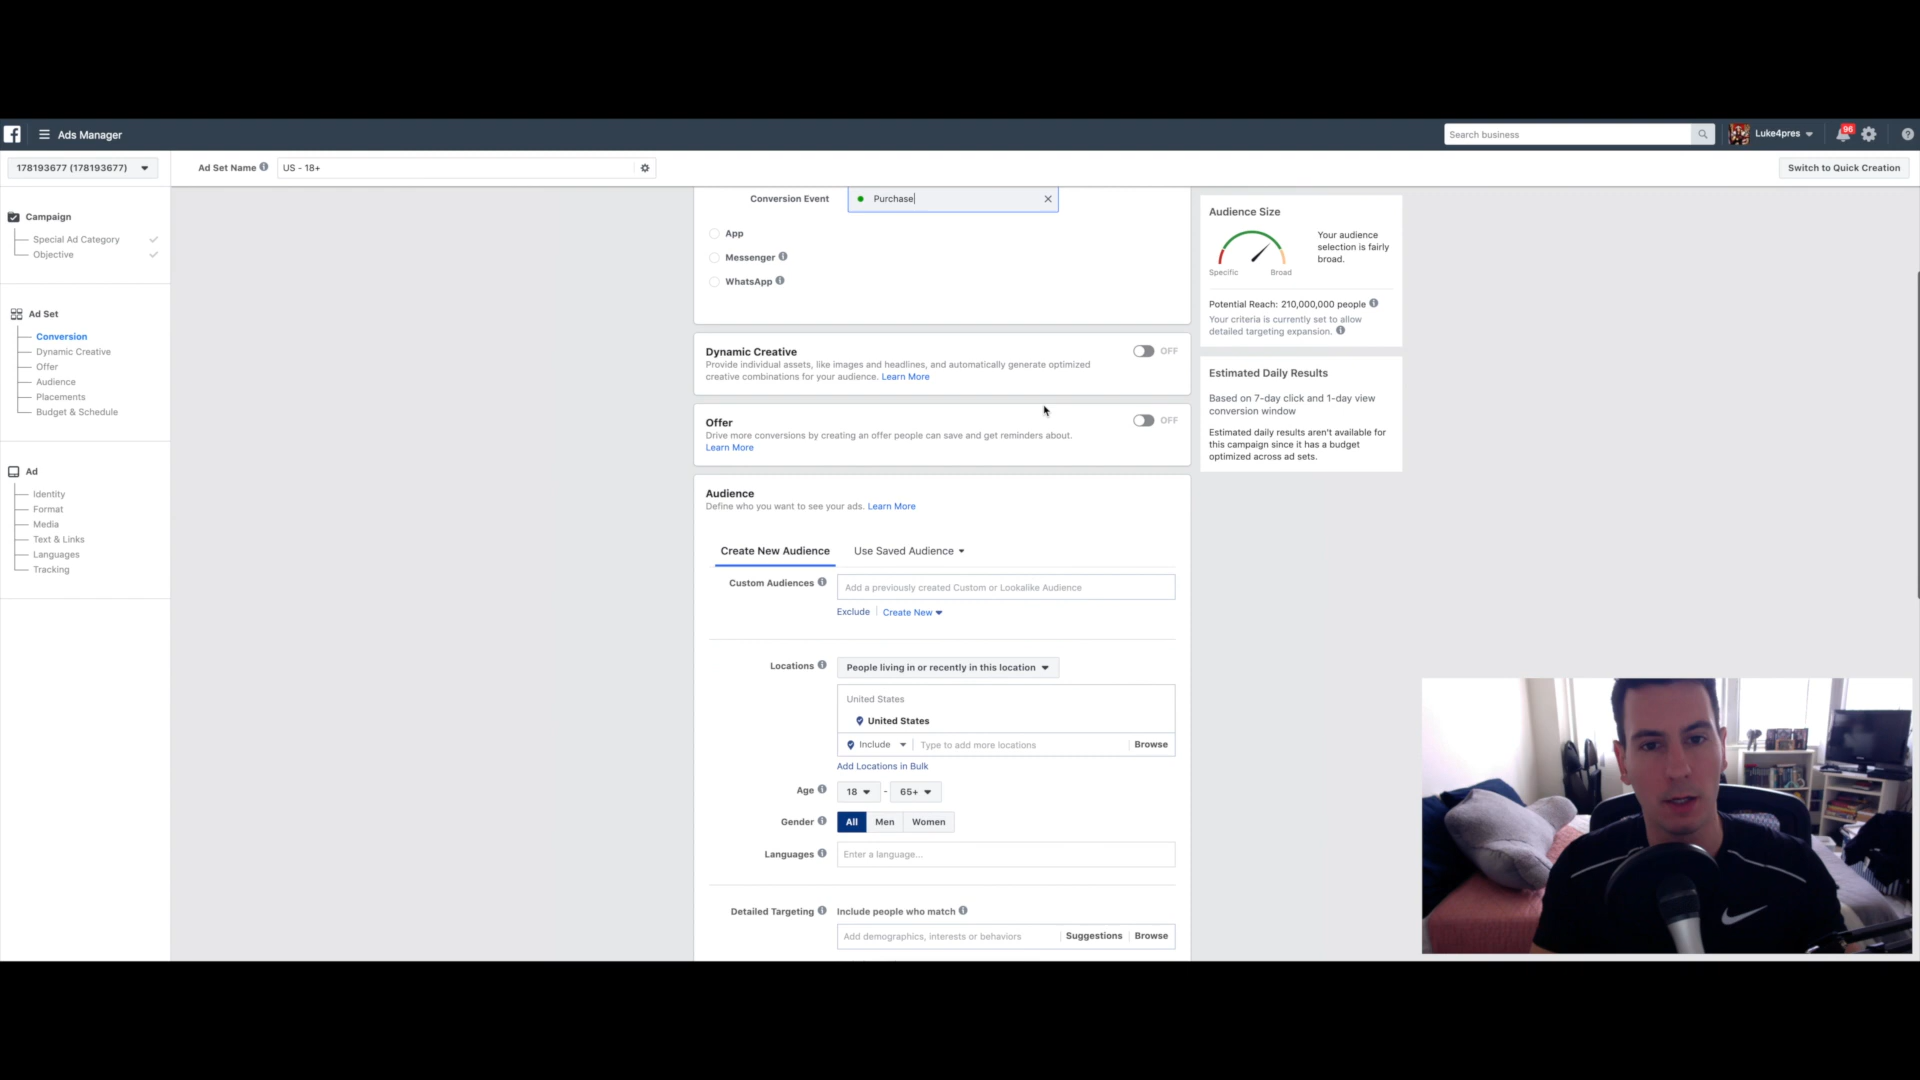 Ads Manager
Search business
Luke4pres
96
178193677 (178193677)
Ad Set Name
US - 18+
Switch to Quick Creation
Campaign
Special Ad Category
Objective
Ad Set
Conversion
Dynamic Creative
Offer
Audience
Placements
Budget & Schedule
Ad
Identity
Format
Media
Text & Links
Languages
Tracking
Conversion Event
Purchase
App
Messenger
WhatsApp
Dynamic Creative
OFF
Provide individual assets, like images and headlines, and automatically generate optimized
creative combinations for your audience. Learn More
Offer
OFF
Drive more conversions by creating an offer people can save and get reminders about.
Learn More
Audience
Define who you want to see your ads. Learn More
Create New Audience
Use Saved Audience
Custom Audiences
Add a previously created Custom or Lookalike Audience
Exclude
Create New
Locations
People living in or recently in this location
United States
United States
Include
Type to add more locations
Browse
Add Locations in Bulk
Age
18 - 65+
Gender
All
Men
Women
Languages
Enter a language...
Detailed Targeting
Include people who match
Add demographics, interests or behaviors
Suggestions
Browse
Audience Size
Specific
Broad
Your audience
selection is fairly
broad.
Potential Reach: 210,000,000 people
Your criteria is currently set to allow
detailed targeting expansion.
Estimated Daily Results
Based on 7-day click and 1-day view
conversion window
Estimated daily results aren't available for
this campaign since it has a budget
optimized across ad sets.